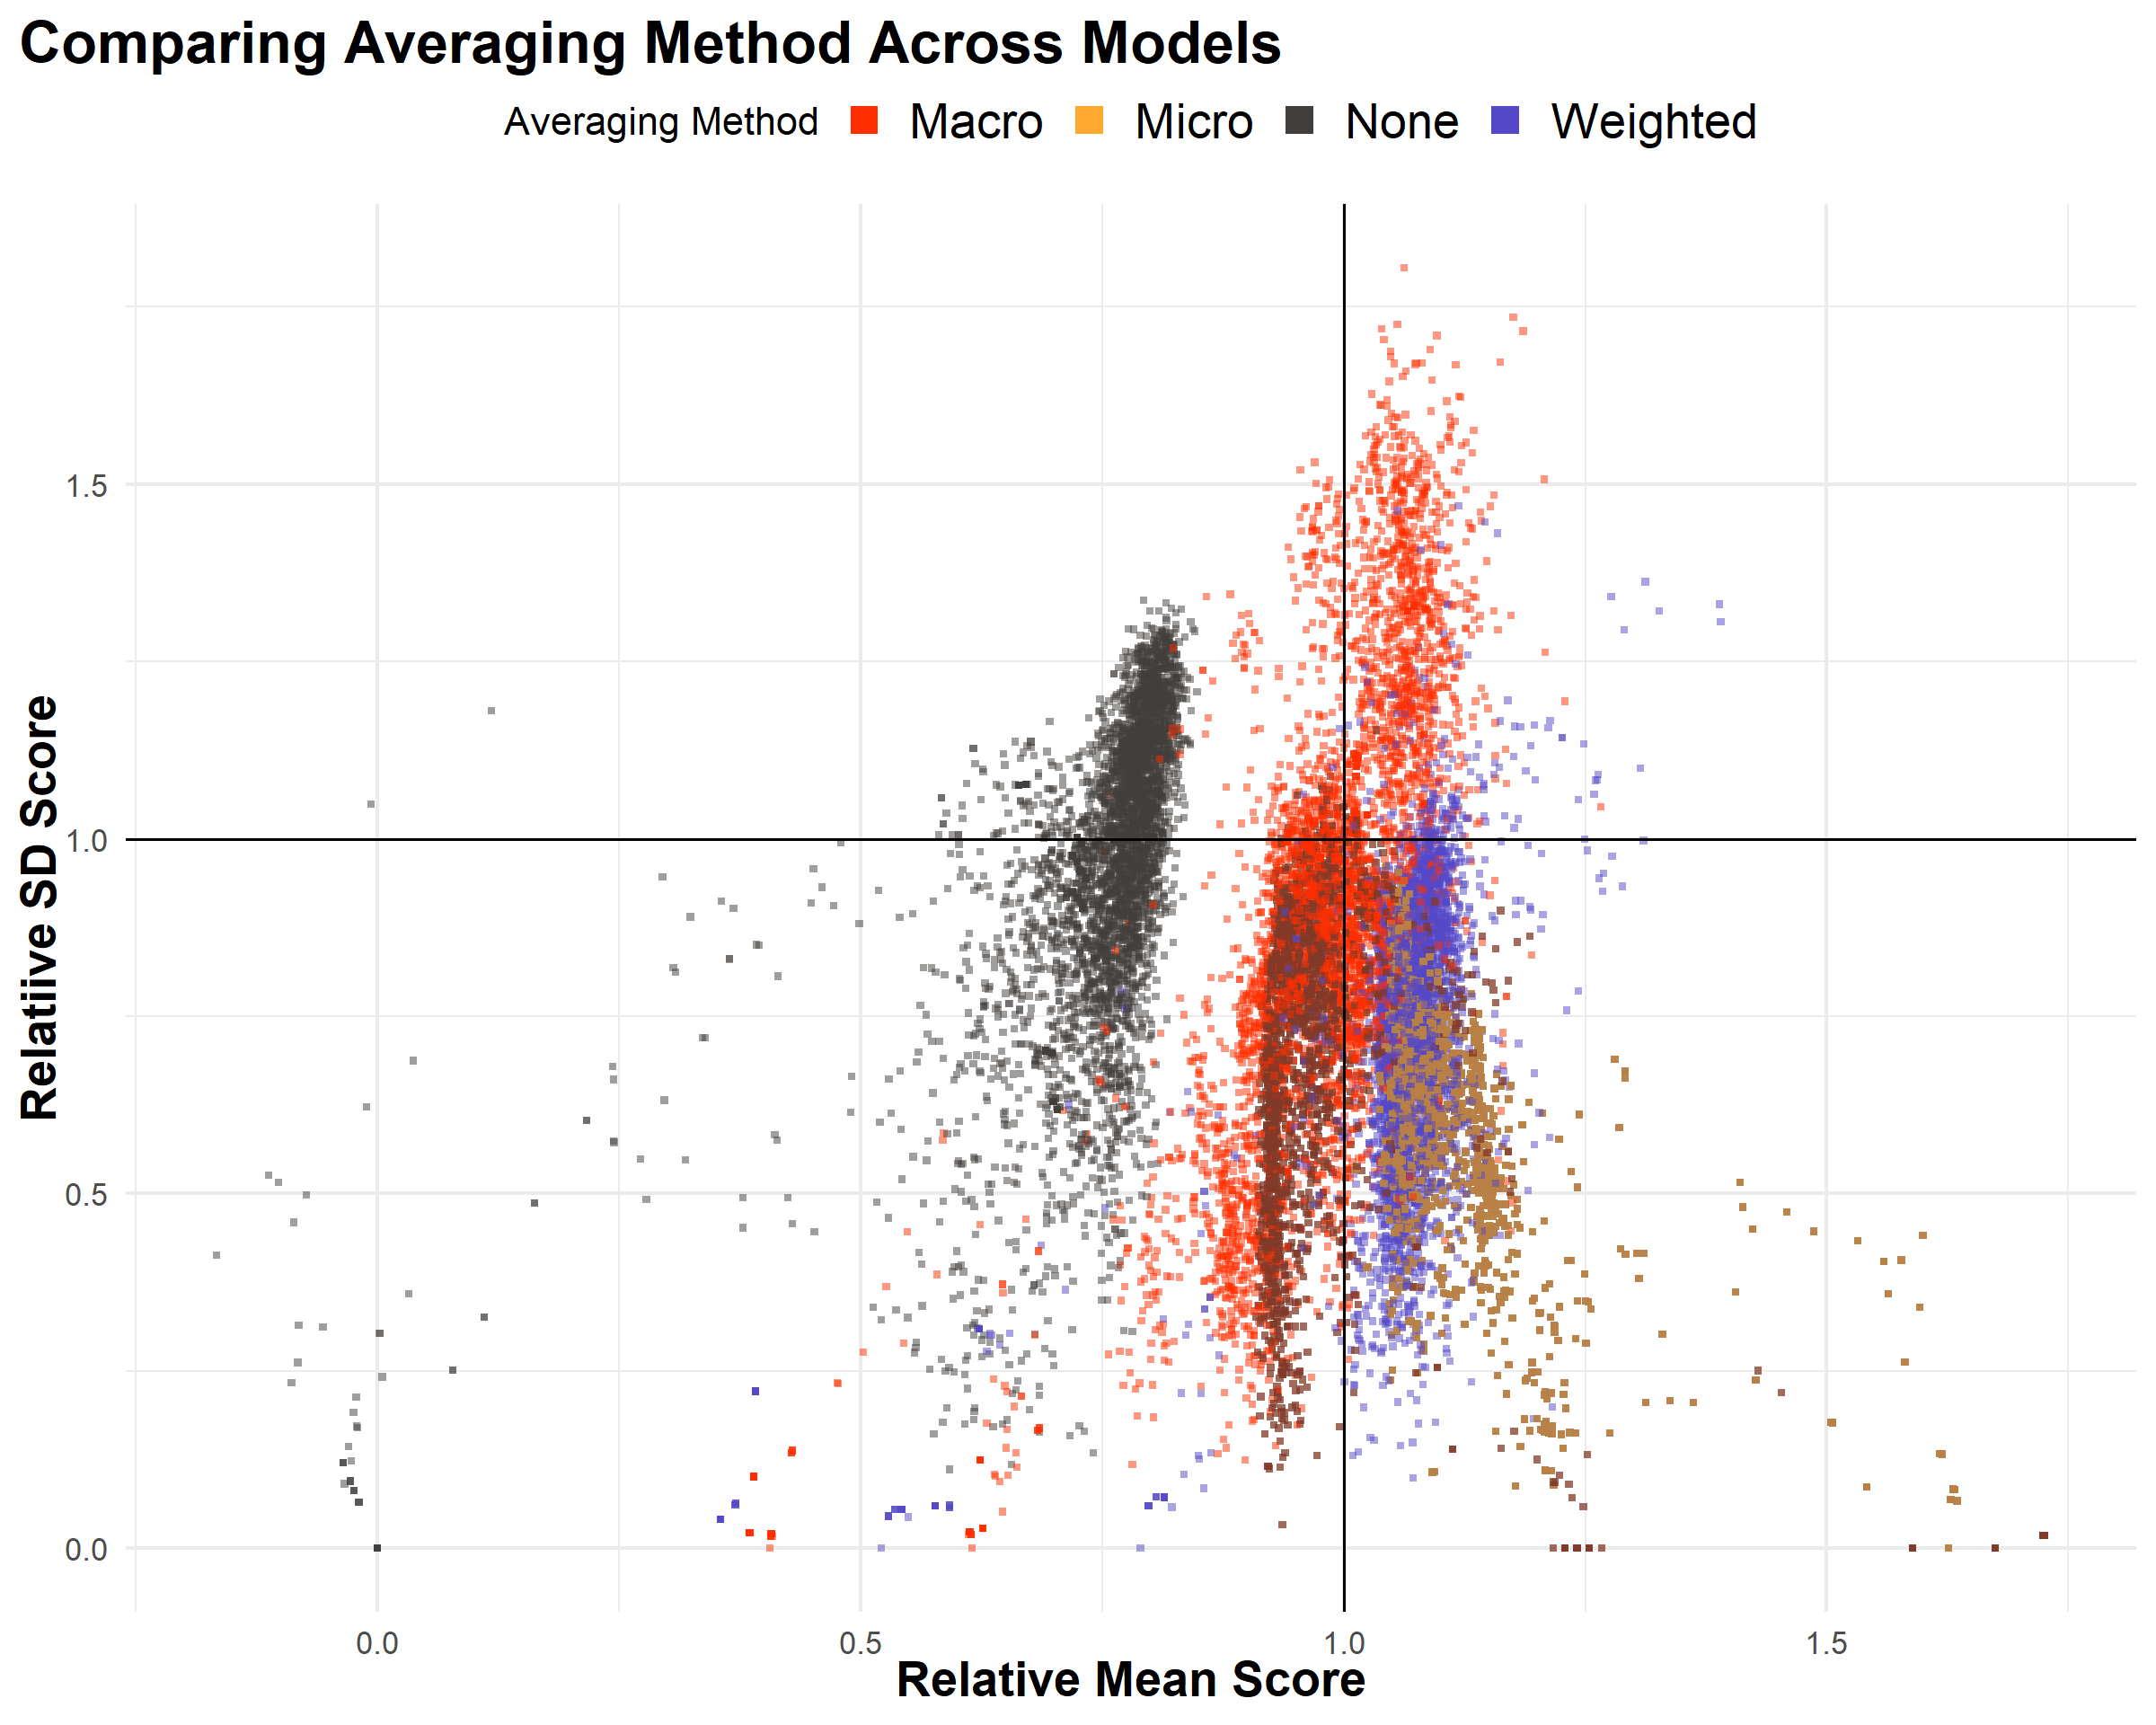 Comparing Averaging Method Across Models
Averaging Method Macro Micro None Weighted
Relatiive SD Score
1.5
1.0
0.5
0.0
0.0 0.5 1.0 1.5
Relative Mean Score